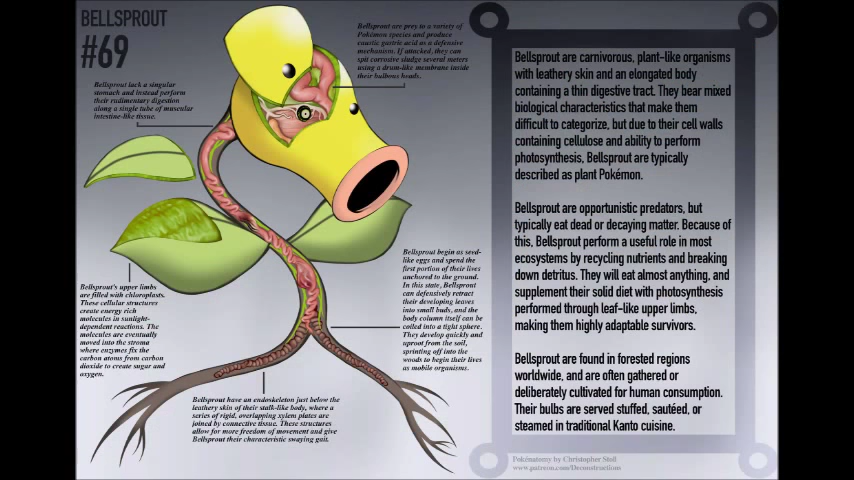 BELLSPROUT
#69
Bellsprout are prey to a variety of
Pokémon species and produce
caustic gastric acid as a defensive
mechanism. If attacked, they can
spit corrosive sludge several meters
using a drum-like membrane inside
their bulbous heads.
Bellsprout lack a singular
stomach and instead perform
their rudimentary digestion
along a single tube of muscular
intestine-like tissue.
Bellsprout's upper limbs
are filled with chloroplasts.
These cellular structures
create energy rich
molecules in sunlight-
dependent reactions. The
molecules are eventually
moved into the stroma
where enzymes fix the
carbon atoms from carbon
dioxide to create sugar and
oxygen.
Bellsprout begin as seed-
like eggs and spend the
first portion of their lives
anchored to the ground.
In this state, Bellsprout
can defensively retract
their developing leaves
into small buds, and the
body column itself can be
coiled into a tight sphere.
They develop quickly and
uproot from the soil,
sprinting off into the
woods to begin their lives
as mobile organisms.
Bellsprout have an endoskeleton just below the
leathery skin of their stalk-like body, where a
series of rigid, overlapping xylem plates are
joined by connective tissue. These structures
allow for more freedom of movement and give
Bellsprout their characteristic swaying gait.
Bellsprout are carnivorous, plant-like organisms
with leathery skin and an elongated body
containing a thin digestive tract. They bear mixed
biological characteristics that make them
difficult to categorize, but due to their cell walls
containing cellulose and ability to perform
photosynthesis, Bellsprout are typically
described as plant Pokémon.
Bellsprout are opportunistic predators, but
typically eat dead or decaying matter. Because of
this, Bellsprout perform a useful role in most
ecosystems by recycling nutrients and breaking
down detritus. They will eat almost anything, and
supplement their solid diet with photosynthesis
performed through leaf-like upper limbs,
making them highly adaptable survivors.
Bellsprout are found in forested regions
worldwide, and are often gathered or
deliberately cultivated for human consumption.
Their bulbs are served stuffed, sautéed, or
steamed in traditional Kanto cuisine.
Pokénatomy by Christopher Stoll
www.patreon.com/Deconstructions